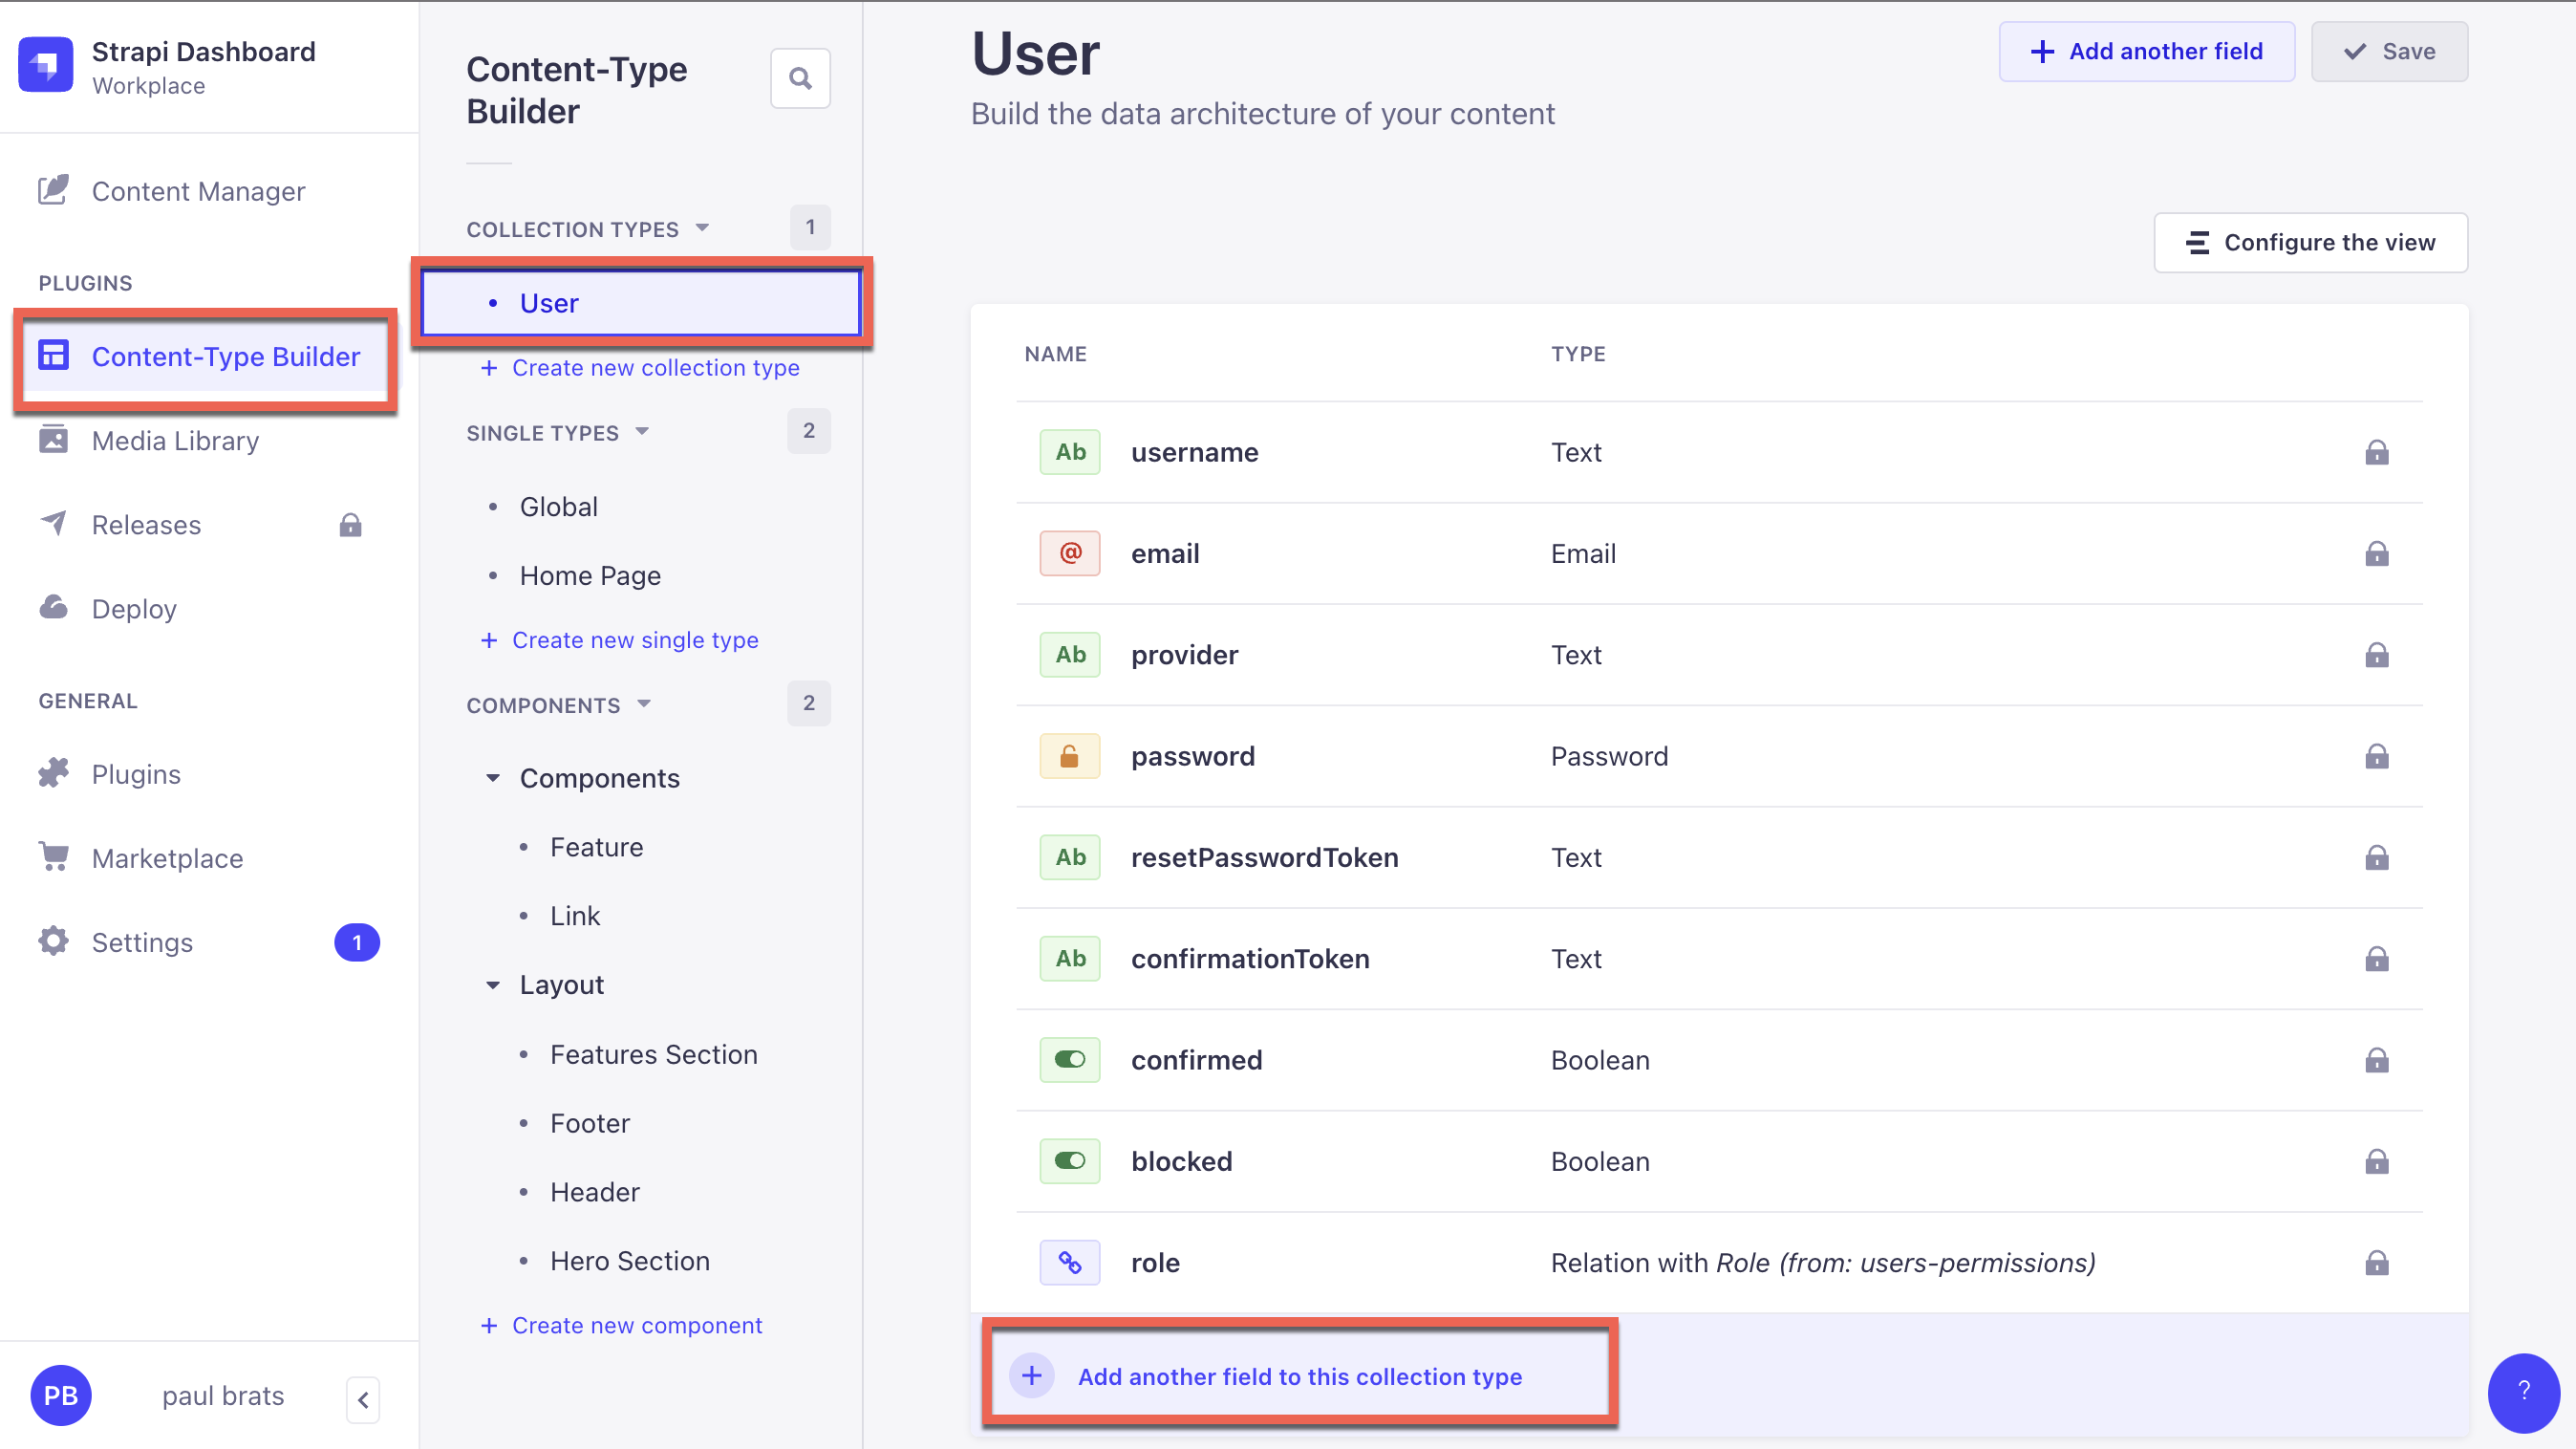 Strapi Dashboard
Workplace
Content Manager
PLUGINS
Content-Type Builder
Media Library
Releases
Deploy
GENERAL
Plugins
Marketplace
Settings 1
PB paul brats
Content-Type
Builder
COLLECTION TYPES 1
User
+ Create new collection type
SINGLE TYPES 2
Global
Home Page
+ Create new single type
COMPONENTS 2
Components
Feature
Link
Layout
Features Section
Footer
Header
Hero Section
+ Create new component
User
Build the data architecture of your content
+ Add another field
Save
Configure the view
NAME TYPE
Ab username Text
@ email Email
Ab provider Text
password Password
Ab resetPasswordToken Text
Ab confirmationToken Text
confirmed Boolean
blocked Boolean
role Relation with Role (from: users-permissions)
+ Add another field to this collection type
?